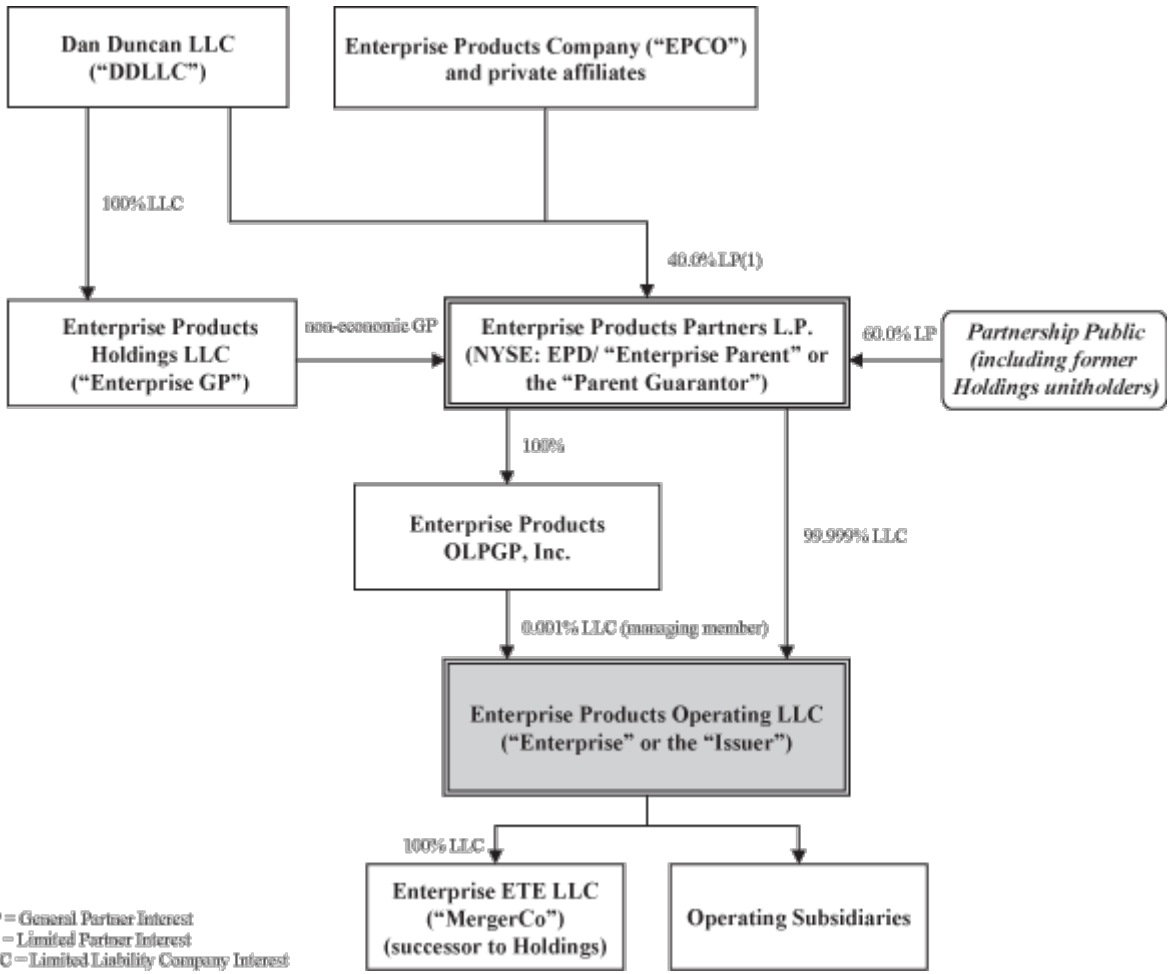 Dan Duncan LLC
(“DDLLC”)
Enterprise Products Company (“EPCO”)
and private affiliates
100% LLC
40.0% LP(1)
Enterprise Products
Holdings LLC
(“Enterprise GP”)
non-economic GP
Enterprise Products Partners L.P.
(NYSE: EPD/ “Enterprise Parent” or
the “Parent Guarantor”)
60.0% LP
Partnership Public
(including former
Holdings unitholders)
100%
Enterprise Products
OLPGP, Inc.
99.999% LLC
0.001% LLC (managing member)
Enterprise Products Operating LLC
(“Enterprise” or the “Issuer”)
100% LLC
Enterprise ETE LLC
(“MergerCo”)
(successor to Holdings)
Operating Subsidiaries
P = General Partner Interest
= Limited Partner Interest
C = Limited Liability Company Interest